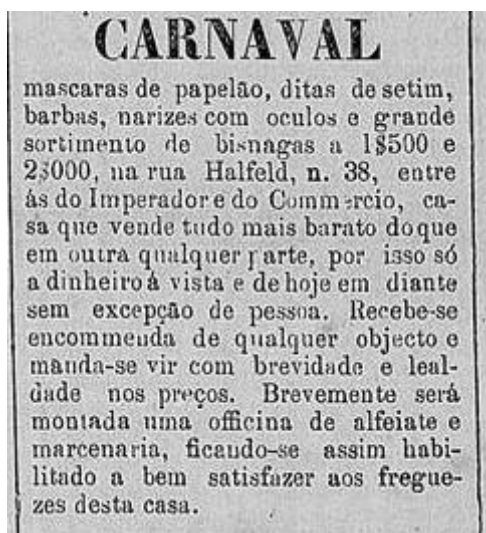 CARNAVAL
mascaras de papelão, ditas de setim,
barbas, narizes com oculos e grande
sortimento de bisnagas a 1$500 e
2$000, na rua Halfeld, n. 38, entre
ás do Imperador e do Commercio, ca-
sa que vende tudo mais barato do que
em outra qualquer parte, por isso só
a dinheiro á vista e de hoje em diante
sem excepção de pessoa. Recebe-se
encommenda de qualquer objecto e
manda-se vir com brevidade e leal-
dade nos preços. Brevemente será
montada uma officina de alfeiate e
marcenaria, ficando-se assim habi-
litado a bem satisfazer aos fregue-
zes desta casa.